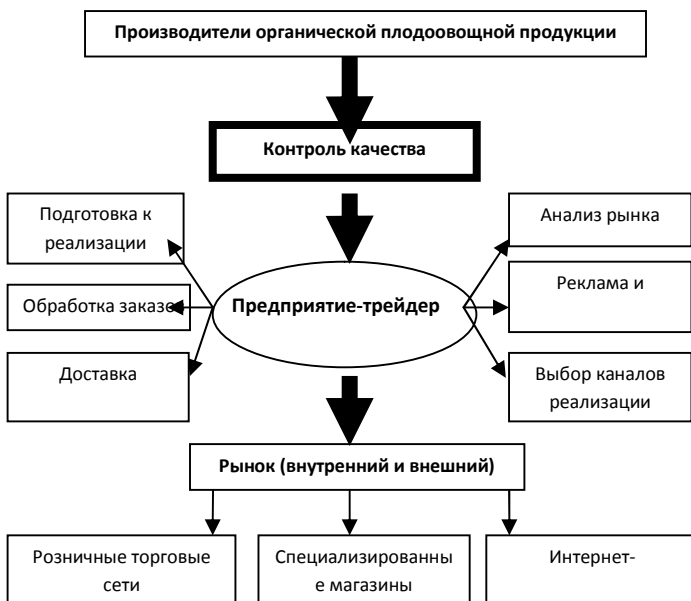 Производители органической плодоовощной продукции
Контроль качества
Подготовка к
реализации
Анализ рынка
Обработка заказо
Предприятие-трейдер
Реклама и
Доставка
Выбор каналов
реализации
Рынок (внутренний и внешний)
Розничные торговые
сети
Специализированны
е магазины
Интернет-